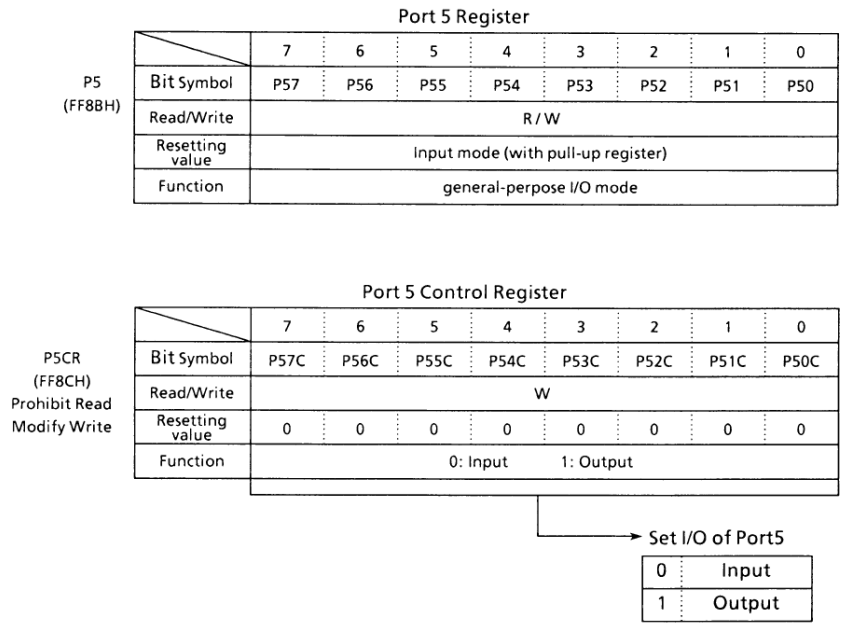 Port 5 Register
7 6 5 4 3 2 1 0
P5
(FF8BH)
Bit Symbol P57 P56 P55 P54 P53 P52 P51 P50
Read/Write R / W
Resetting value Input mode (with pull-up register)
Function general-perpose I/O mode
Port 5 Control Register
7 6 5 4 3 2 1 0
P5CR
(FF8CH)
Prohibit Read
Modify Write
Bit Symbol P57C P56C P55C P54C P53C P52C P51C P50C
Read/Write W
Resetting value 0 0 0 0 0 0 0 0
Function 0: Input 1: Output
Set I/O of Port5
0 Input
1 Output